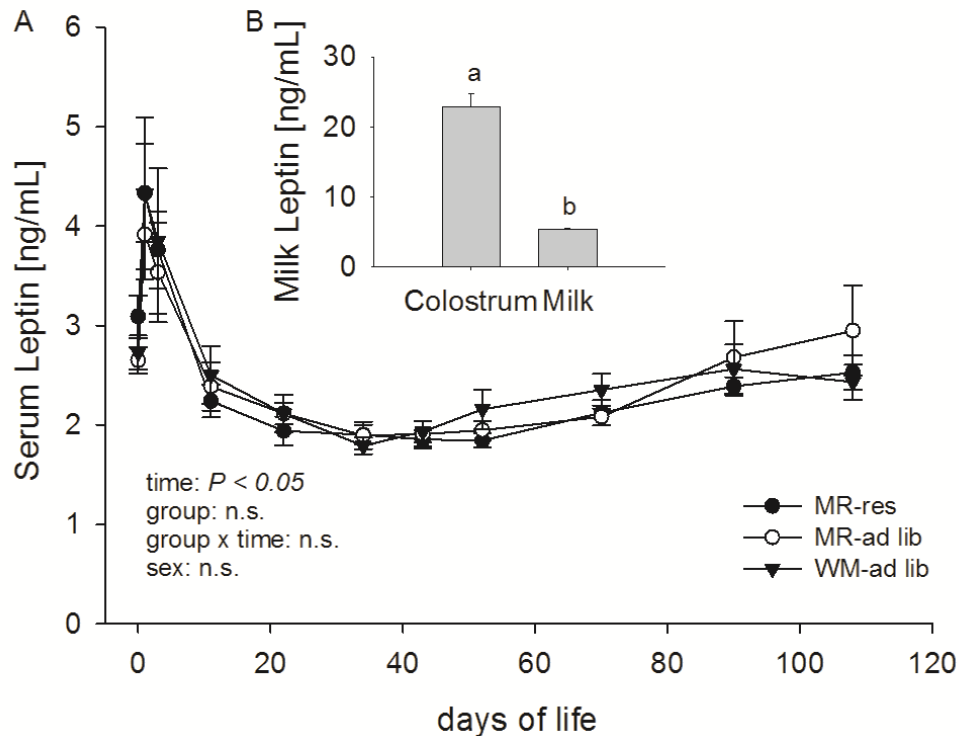 A
B
6
5
4
3
2
1
0
Serum Leptin [ng/mL]
30
20
10
0
Milk Leptin [ng/mL]
a
b
Colostrum Milk
time: P < 0.05
group: n.s.
group x time: n.s.
sex: n.s.
MR-res
MR-ad lib
WM-ad lib
0 20 40 60 80 100 120
days of life